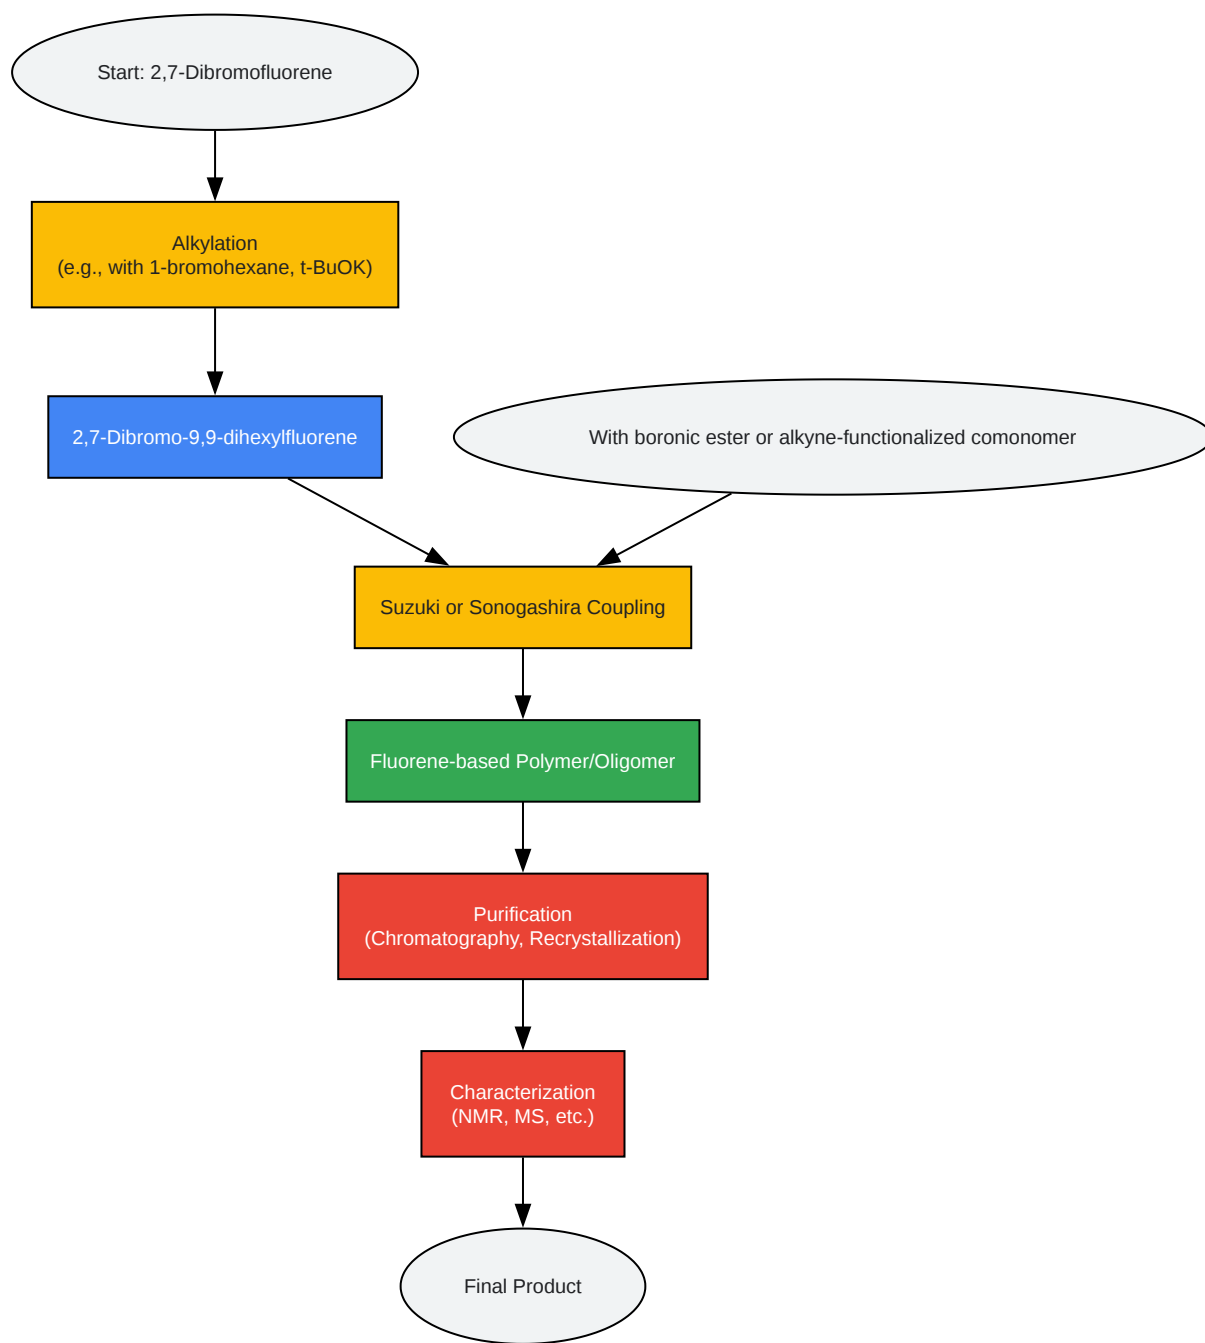 Start: 2,7-Dibromofluorene
Alkylation
(e.g., with 1-bromohexane, t-BuOK)
2,7-Dibromo-9,9-dihexylfluorene
With boronic ester or alkyne-functionalized comonomer
Suzuki or Sonogashira Coupling
Fluorene-based Polymer/Oligomer
Purification
(Chromatography, Recrystallization)
Characterization
(NMR, MS, etc.)
Final Product